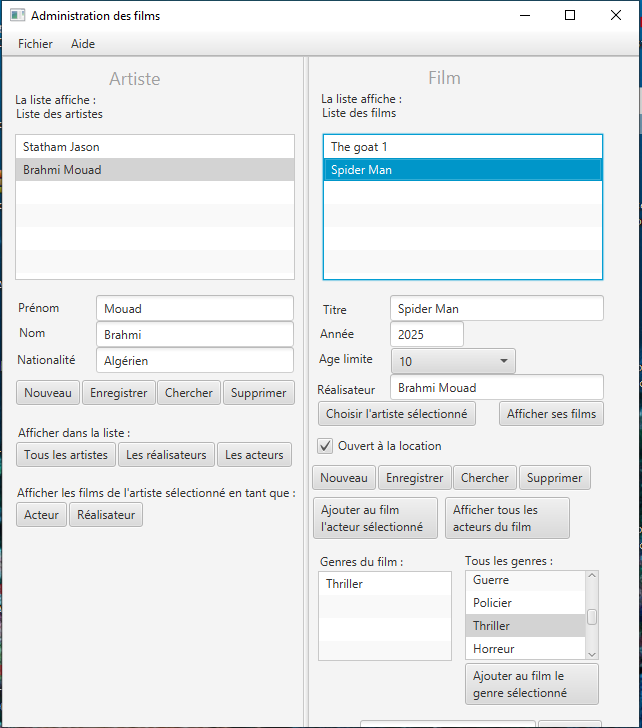 Administration des films
Fichier Aide
Artiste
La liste affiche :
Liste des artistes
Statham Jason
Brahmi Mouad
Prénom Mouad
Nom Brahmi
Nationalité Algérien
Nouveau Enregistrer Chercher Supprimer
Afficher dans la liste :
Tous les artistes Les réalisateurs Les acteurs
Afficher les films de l'artiste sélectionné en tant que :
Acteur Réalisateur
Film
La liste affiche :
Liste des films
The goat 1
Spider Man
Titre Spider Man
Année 2025
Age limite 10
Réalisateur Brahmi Mouad
Choisir l'artiste sélectionné Afficher ses films
Ouvert à la location
Nouveau Enregistrer Chercher Supprimer
Ajouter au film
l'acteur sélectionné
Afficher tous les
acteurs du film
Genres du film :
Thriller
Tous les genres :
Guerre
Policier
Thriller
Horreur
Ajouter au film le
genre sélectionné